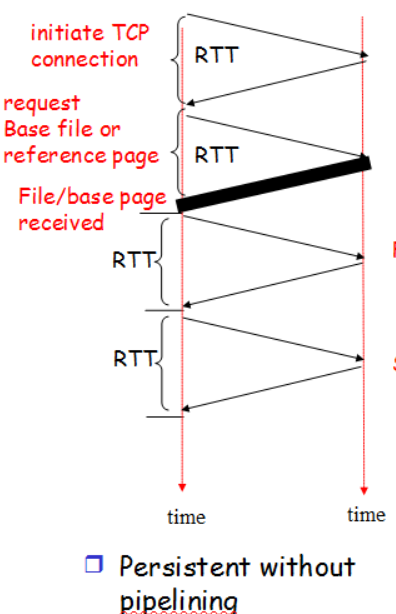 initiate TCP
connection
RTT
request
Base file or
reference page
RTT
File/base page
received
RTT
RTT
time
time
Persistent without
pipelining